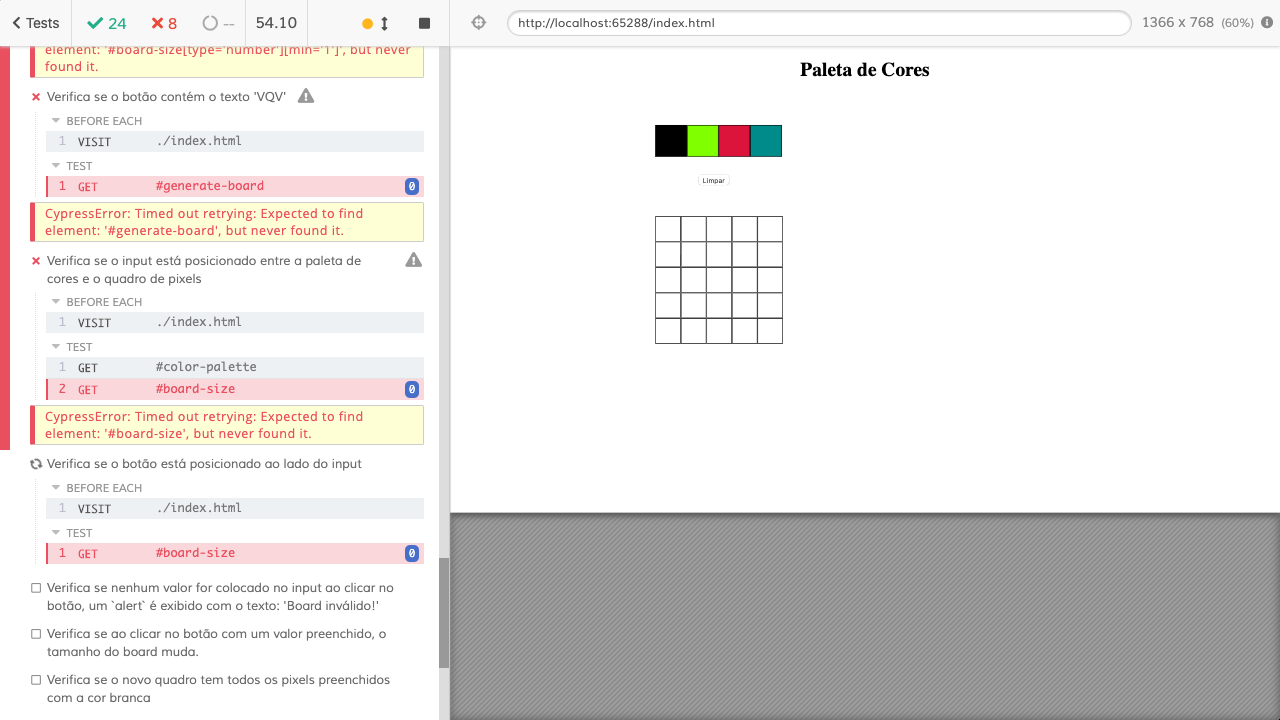 Tests 24 8 -- 54.10 http://localhost:65288/index.html 1366 x 768 (60%)
element: '#board-size[type='number'][min='1']', but never
found it.
Verifica se o botão contém o texto 'VQV'
BEFORE EACH
1 VISIT ./index.html
TEST
1 GET #generate-board 0
CypressError: Timed out retrying: Expected to find
element: '#generate-board', but never found it.
Verifica se o input está posicionado entre a paleta de
cores e o quadro de pixels
BEFORE EACH
1 VISIT ./index.html
TEST
1 GET #color-palette
2 GET #board-size 0
CypressError: Timed out retrying: Expected to find
element: '#board-size', but never found it.
Verifica se o botão está posicionado ao lado do input
BEFORE EACH
1 VISIT ./index.html
TEST
1 GET #board-size 0
Verifica se nenhum valor for colocado no input ao clicar no
botão, um `alert` é exibido com o texto: 'Board inválido!'
Verifica se ao clicar no botão com um valor preenchido, o
tamanho do board muda.
Verifica se o novo quadro tem todos os pixels preenchidos
com a cor branca
Paleta de Cores
Limpar